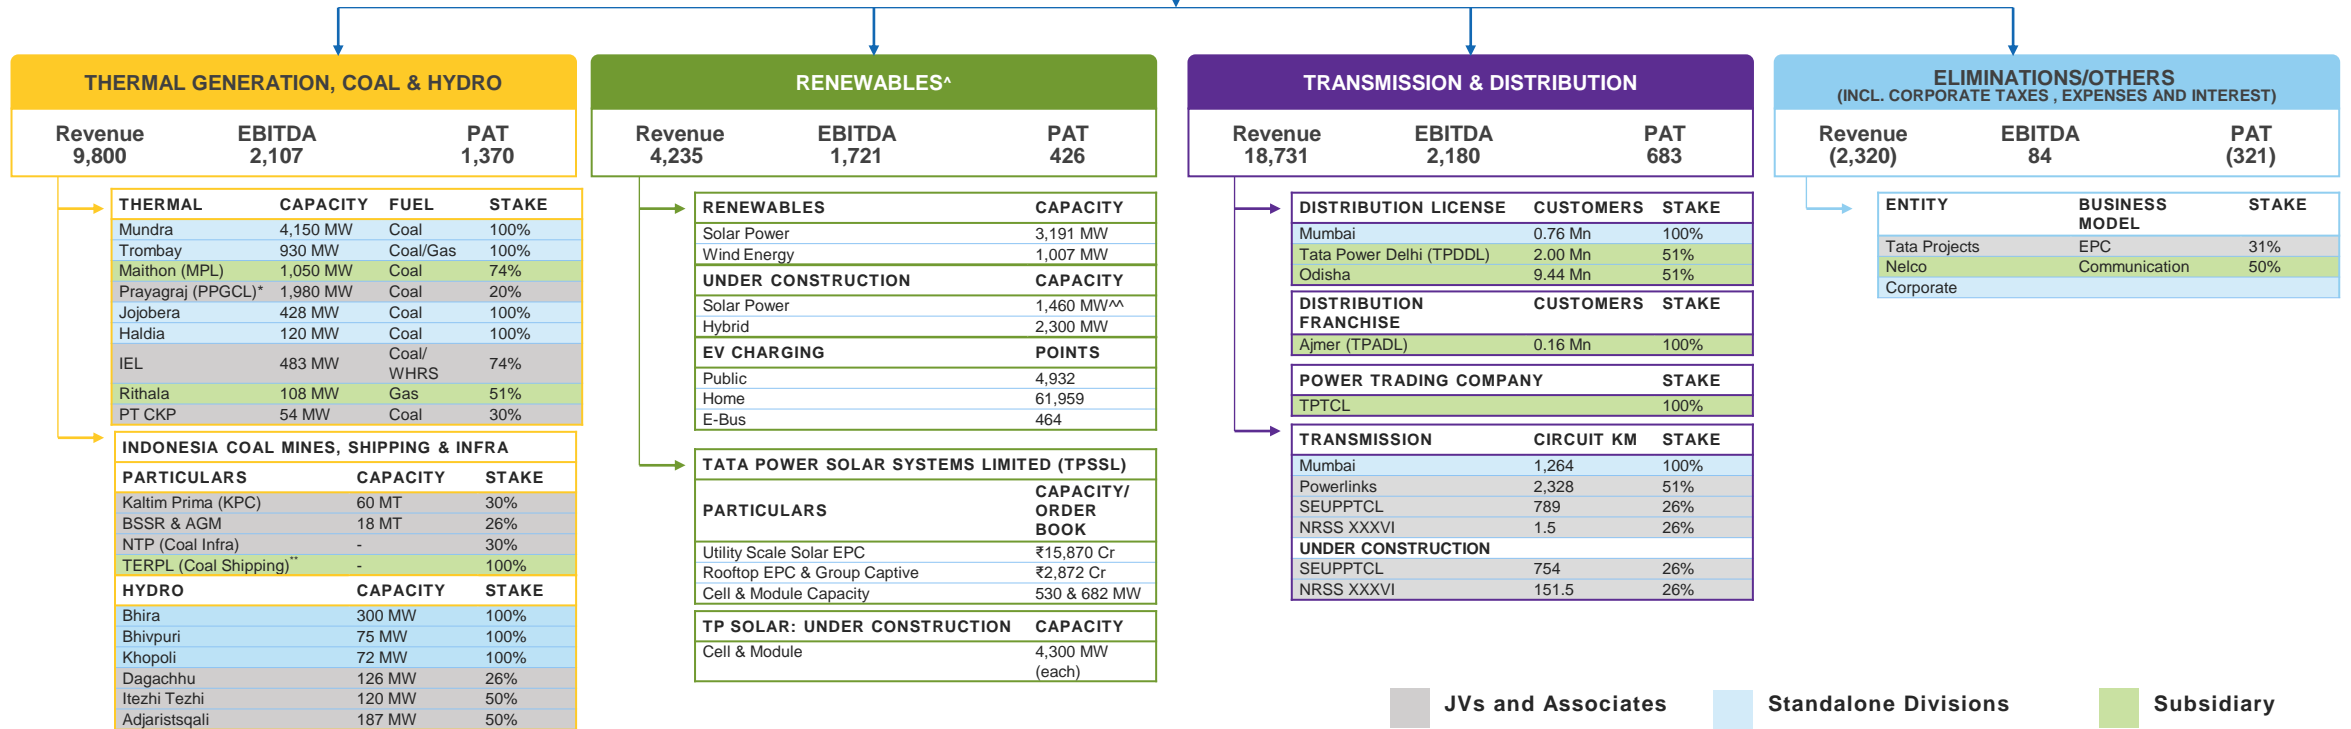 THERMAL GENERATION, COAL & HYDRO
Revenue EBITDA PAT
9,800 2,107 1,370
THERMAL CAPACITY FUEL STAKE
Mundra 4,150 MW Coal 100%
Trombay 930 MW Coal/Gas 100%
Maithon (MPL) 1,050 MW Coal 74%
Prayagraj (PPGCL)* 1,980 MW Coal 20%
Jojobera 428 MW Coal 100%
Haldia 120 MW Coal 100%
IEL 483 MW Coal/
WHRS 74%
Rithala 108 MW Gas 51%
PT CKP 54 MW Coal 30%
INDONESIA COAL MINES, SHIPPING & INFRA
PARTICULARS CAPACITY STAKE
Kaltim Prima (KPC) 60 MT 30%
BSSR & AGM 18 MT 26%
NTP (Coal Infra) - 30%
TERPL (Coal Shipping)** - 100%
HYDRO CAPACITY STAKE
Bhira 300 MW 100%
Bhivpuri 75 MW 100%
Khopoli 72 MW 100%
Dagachhu 126 MW 26%
Itezhi Tezhi 120 MW 50%
Adjaristsqali 187 MW 50%
RENEWABLES^
Revenue EBITDA PAT
4,235 1,721 426
RENEWABLES CAPACITY
Solar Power 3,191 MW
Wind Energy 1,007 MW
UNDER CONSTRUCTION CAPACITY
Solar Power 1,460 MW^^
Hybrid 2,300 MW
EV CHARGING POINTS
Public 4,932
Home 61,959
E-Bus 464
TATA POWER SOLAR SYSTEMS LIMITED (TPSSL)
PARTICULARS CAPACITY/
ORDER
BOOK
Utility Scale Solar EPC ₹15,870 Cr
Rooftop EPC & Group Captive ₹2,872 Cr
Cell & Module Capacity 530 & 682 MW
TP SOLAR: UNDER CONSTRUCTION CAPACITY
Cell & Module 4,300 MW
(each)
TRANSMISSION & DISTRIBUTION
Revenue EBITDA PAT
18,731 2,180 683
DISTRIBUTION LICENSE CUSTOMERS STAKE
Mumbai 0.76 Mn 100%
Tata Power Delhi (TPDDL) 2.00 Mn 51%
Odisha 9.44 Mn 51%
DISTRIBUTION CUSTOMERS STAKE
FRANCHISE
Ajmer (TPADL) 0.16 Mn 100%
POWER TRADING COMPANY STAKE
TPTCL 100%
TRANSMISSION CIRCUIT KM STAKE
Mumbai 1,264 100%
Powerlinks 2,328 51%
SEUPPTCL 789 26%
NRSS XXXVI 1.5 26%
UNDER CONSTRUCTION
SEUPPTCL 754 26%
NRSS XXXVI 151.5 26%
ELIMINATIONS/OTHERS
(INCL. CORPORATE TAXES , EXPENSES AND INTEREST)
Revenue EBITDA PAT
(2,320) 84 (321)
ENTITY BUSINESS STAKE
MODEL
Tata Projects EPC 31%
Nelco Communication 50%
Corporate
JVs and Associates Standalone Divisions Subsidiary